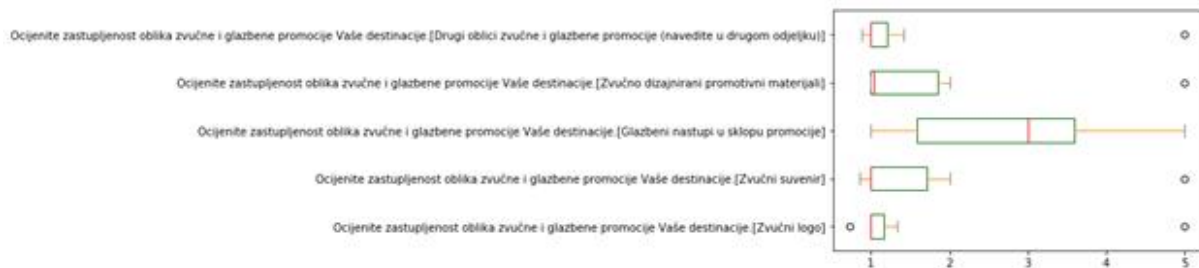 Ocijenite zastupljenost oblika zvučne i glazbene promocije Vaše destinacije.[Drugi oblici zvučne i glazbene promocije (navedite u drugom odjeljku)]
Ocijenite zastupljenost oblika zvučne i glazbene promocije Vaše destinacije.[Zvučno dizajnirani promotivni materijali]
Ocijenite zastupljenost oblika zvučne i glazbene promocije Vaše destinacije.[Glazbeni nastupi u sklopu promocije]
Ocijenite zastupljenost oblika zvučne i glazbene promocije Vaše destinacije.[Zvučni suvenir]
Ocijenite zastupljenost oblika zvučne i glazbene promocije Vaše destinacije.[Zvučni logo]
1 2 3 4 5